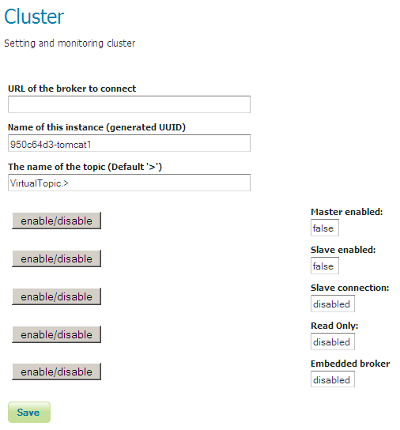 Cluster
Setting and monitoring cluster
URL of the broker to connect
Name of this instance (generated UUID)
950c64d3-tomcat1
The name of the topic (Default '>')
VirtualTopic.>
enable/disable
Master enabled:
false
enable/disable
Slave enabled:
false
enable/disable
Slave connection:
disabled
enable/disable
Read Only:
disabled
enable/disable
Embedded broker
disabled
Save